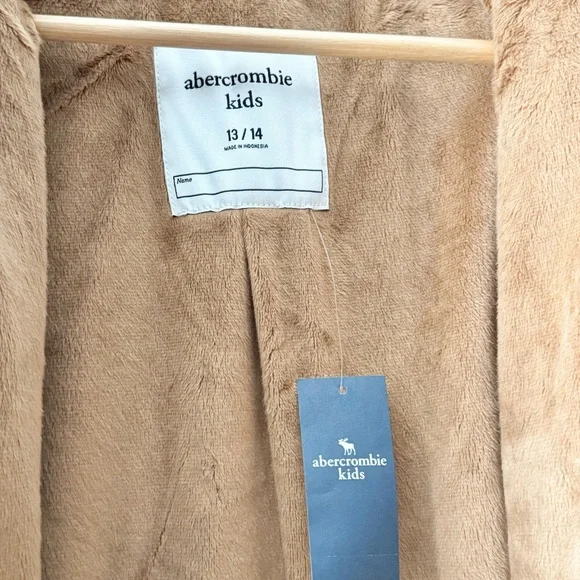 abercrombie
kids
13 / 14
MADE IN INDONESIA
Name
abercrombie
kids